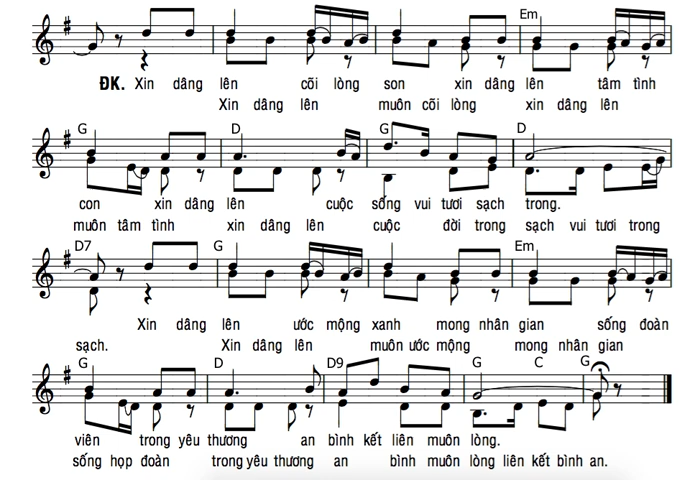 Em
ĐK. Xin dâng lên cõi lòng son xin dâng lên tâm tình
Xin dâng lên muôn cõi lòng xin dâng lên
G D G D
con xin dâng lên cuộc sống vui tươi sạch trong.
muôn tâm tình xin dâng lên cuộc đời trong sạch vui tươi trong
D7 G Em
Xin dâng lên ước mộng xanh mong nhân gian sống đoàn
sạch. Xin dâng lên muôn ước mộng mong nhân gian
G D D9 G C G
viên trong yêu thương an bình kết liên muôn lòng.
sống họp đoàn trong yêu thương an bình muôn lòng liên kết bình an.